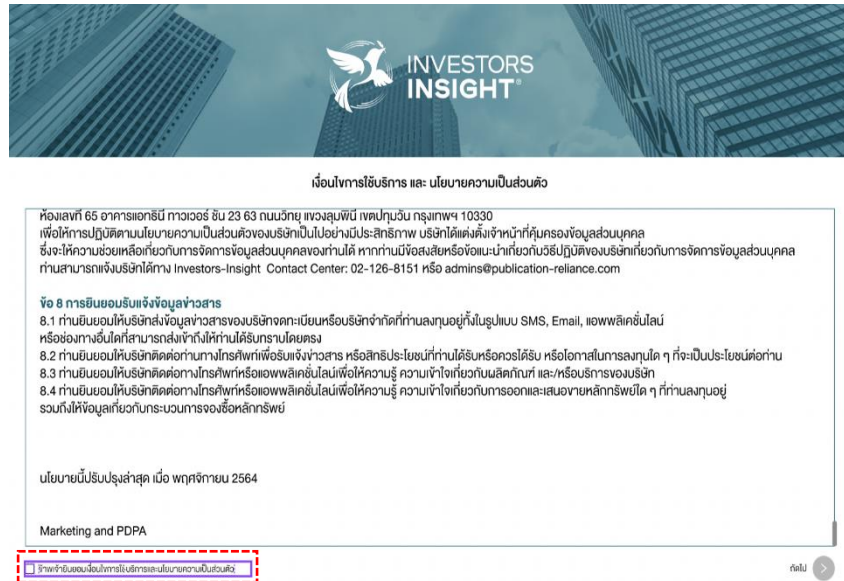 INVESTORS
INSIGHT®
เงื่อนไขการใช้บริการ และ นโยบายความเป็นส่วนตัว
ห้องเลขที่ 65 อาคารแอทธินี ทาวเวอร์ ชั้น 23 63 ถนนวิทยุ แขวงลุมพินี เขตปทุมวัน กรุงเทพฯ 10330
เพื่อให้การปฏิบัติตามนโยบายความเป็นส่วนตัวของบริษัทเป็นไปอย่างมีประสิทธิภาพ บริษัทได้แต่งตั้งเจ้าหน้าที่คุ้มครองข้อมูลส่วนบุคคล
ซึ่งจะให้ความช่วยเหลือเกี่ยวกับการจัดการข้อมูลส่วนบุคคลของท่านได้ หากท่านมีข้อสงสัยหรือข้อแนะนำเกี่ยวกับวิธีปฏิบัติของบริษัทเกี่ยวกับการจัดการข้อมูลส่วนบุคคล
ท่านสามารถแจ้งบริษัทได้ทาง Investors-Insight Contact Center: 02-126-8151 หรือ admins@publication-reliance.com
ข้อ 8 การยินยอมรับแจ้งข้อมูลข่าวสาร
8.1 ท่านยินยอมให้บริษัทส่งข้อมูลข่าวสารของบริษัทจดทะเบียนหรือบริษัทจำกัดที่ท่านลงทุนอยู่ทั้งในรูปแบบ SMS, Email, แอพพลิเคชั่นไลน์
หรือช่องทางอื่นใดที่สามารถส่งเข้าถึงให้ท่านได้รับทราบโดยตรง
8.2 ท่านยินยอมให้บริษัทติดต่อท่านทางโทรศัพท์เพื่อรับแจ้งข่าวสาร หรือสิทธิประโยชน์ที่ท่านได้รับหรือควรได้รับ หรือโอกาสในการลงทุนใด ๆ ที่จะเป็นประโยชน์ต่อท่าน
8.3 ท่านยินยอมให้บริษัทติดต่อทางโทรศัพท์หรือแอพพลิเคชั่นไลน์เพื่อให้ความรู้ ความเข้าใจเกี่ยวกับผลิตภัณฑ์ และ/หรือบริการของบริษัท
8.4 ท่านยินยอมให้บริษัทติดต่อทางโทรศัพท์หรือแอพพลิเคชั่นไลน์เพื่อให้ความรู้ ความเข้าใจเกี่ยวกับการออกและเสนอขายหลักทรัพย์ใด ๆ ที่ท่านลงทุนอยู่
รวมถึงให้ข้อมูลเกี่ยวกับกระบวนการจองซื้อหลักทรัพย์
นโยบายนี้ปรับปรุงล่าสุด เมื่อ พฤศจิกายน 2564
Marketing and PDPA
ข้าพเจ้ายินยอมเงื่อนไขการใช้บริการและนโยบายความเป็นส่วนตัว
ถัดไป